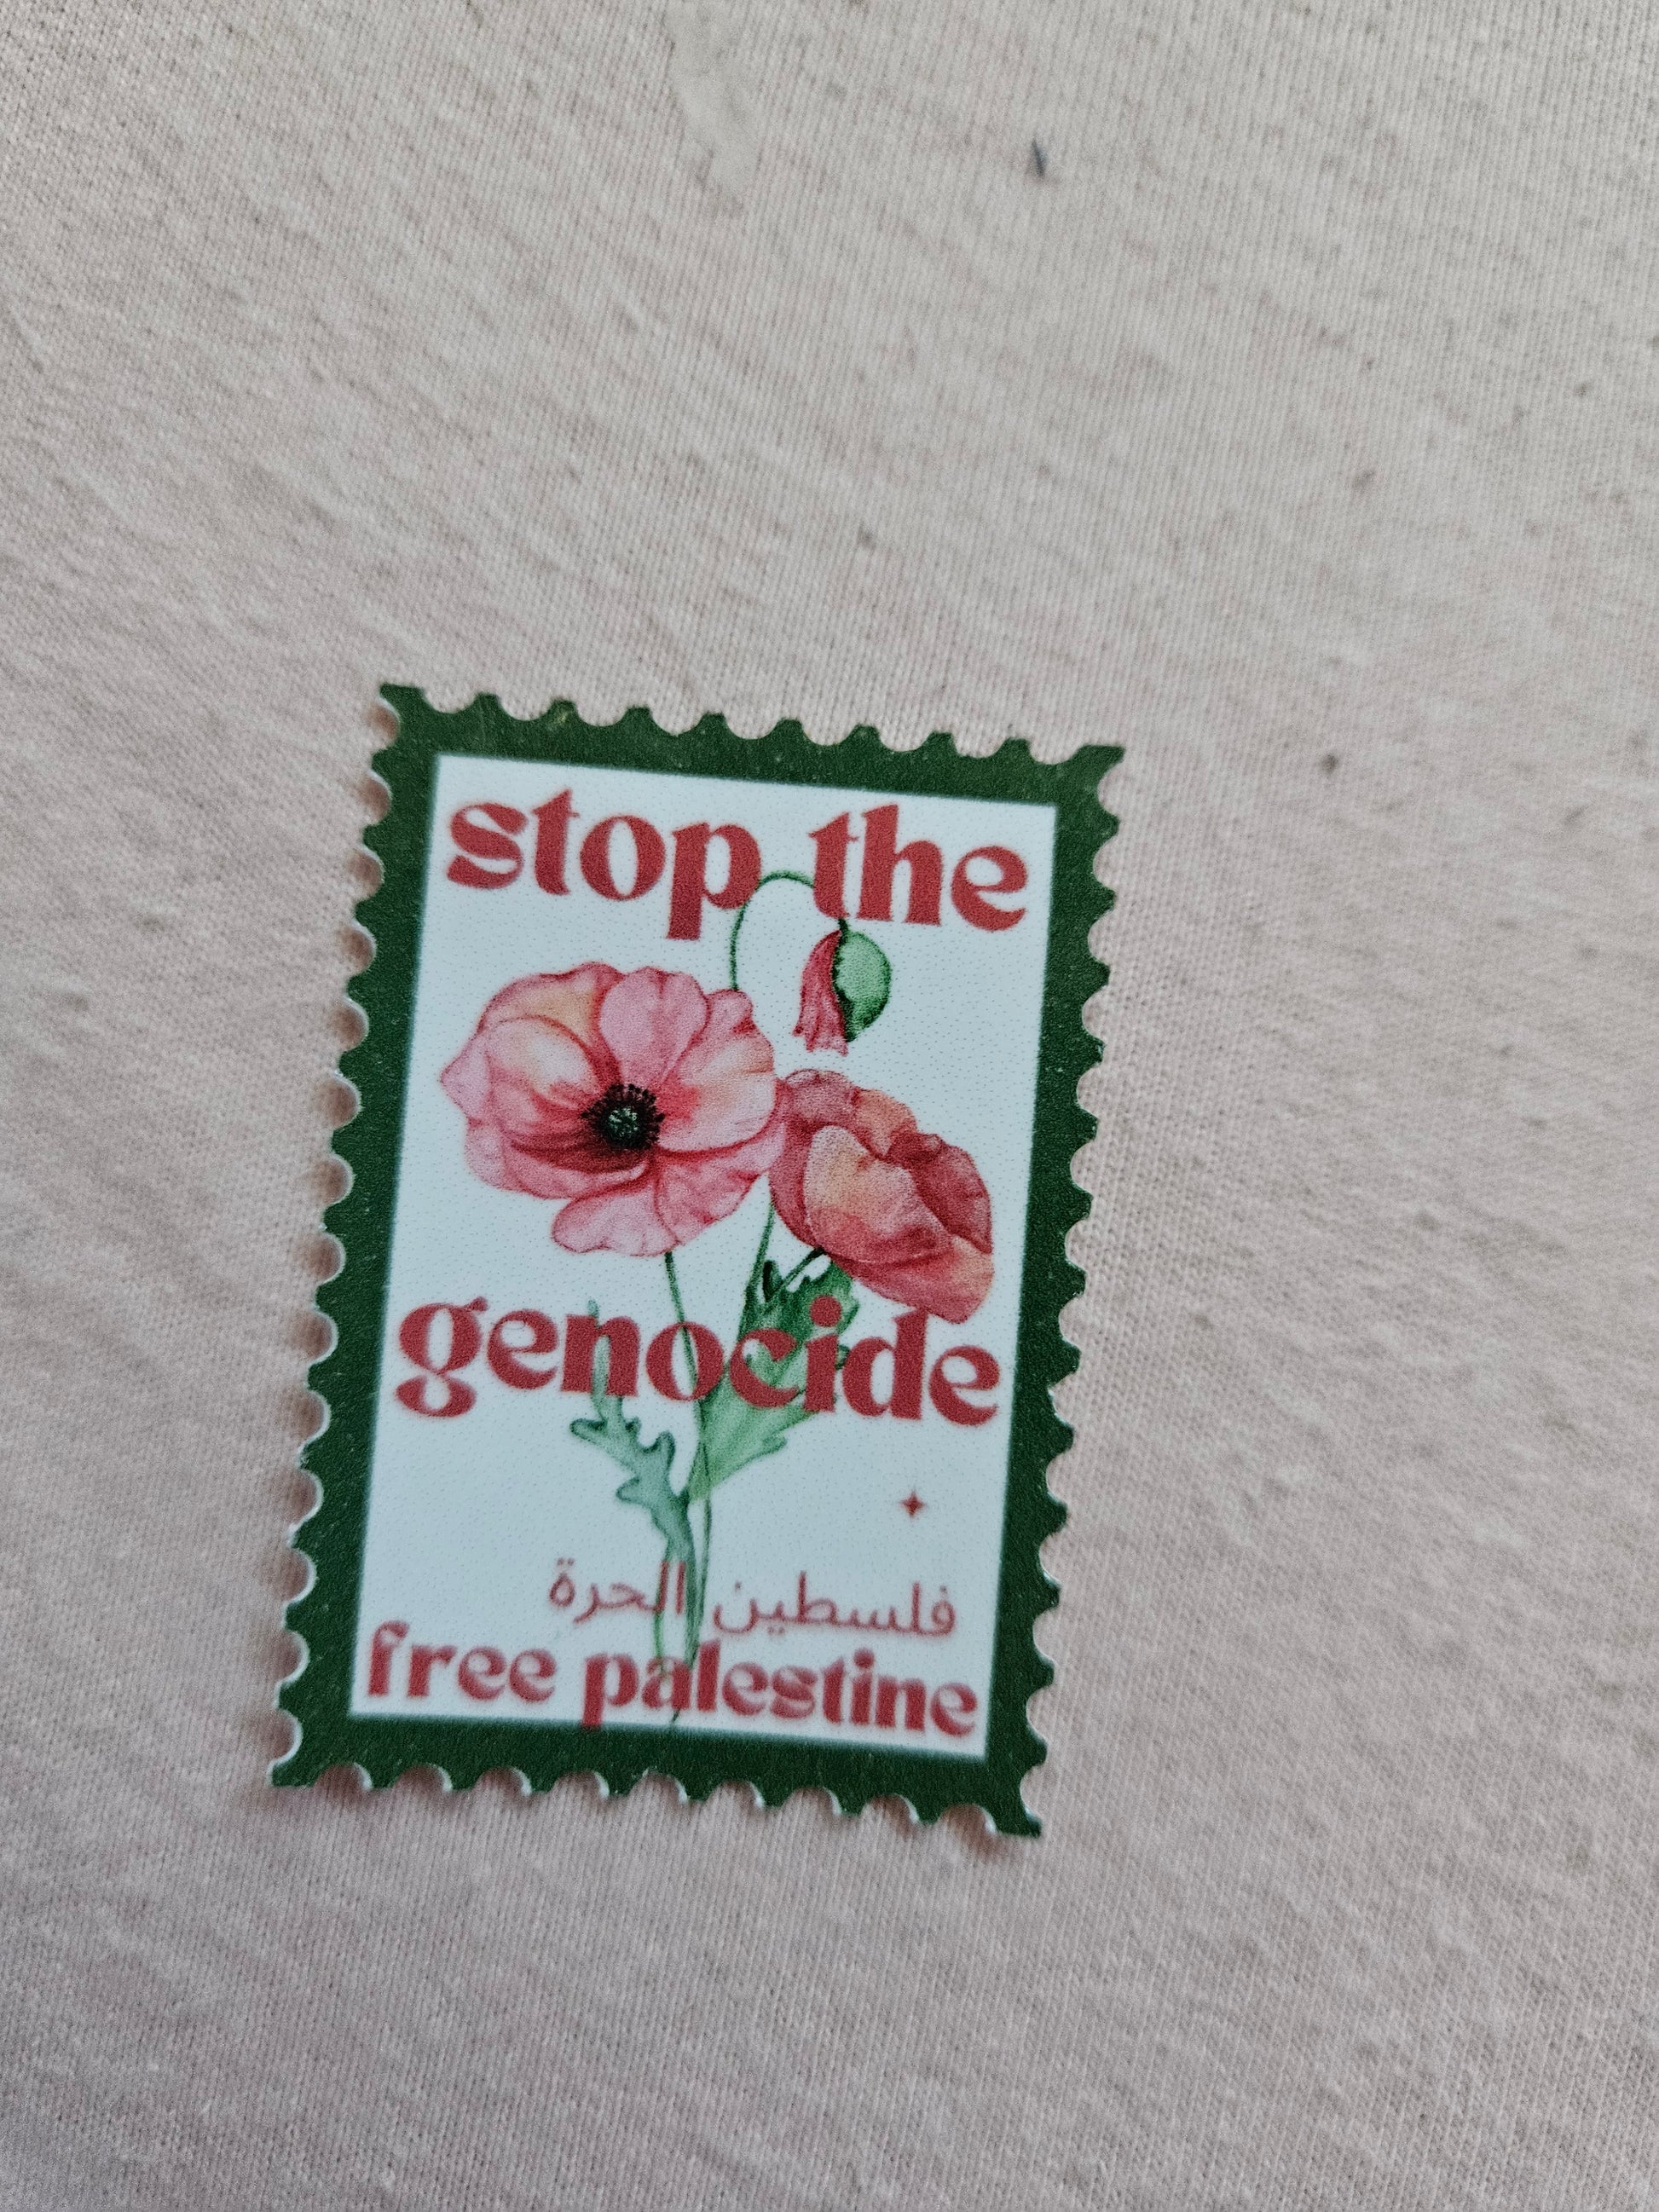 stop the
genocide
فلسطين الحرة
free palestine